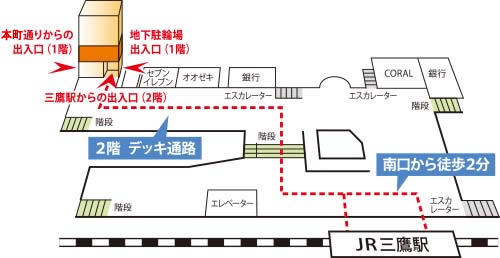 本町通りからの
出入口（1階）
地下駐輪場
出入口（1階）
三鷹駅からの出入口（2階）
セブン
イレブン
オオゼキ
銀行
CORAL
銀行
エスカレーター
エスカレーター
階段
階段
階段
2階 デッキ通路
南口から徒歩2分
階段
エレベーター
エスカ
レーター
JR三鷹駅